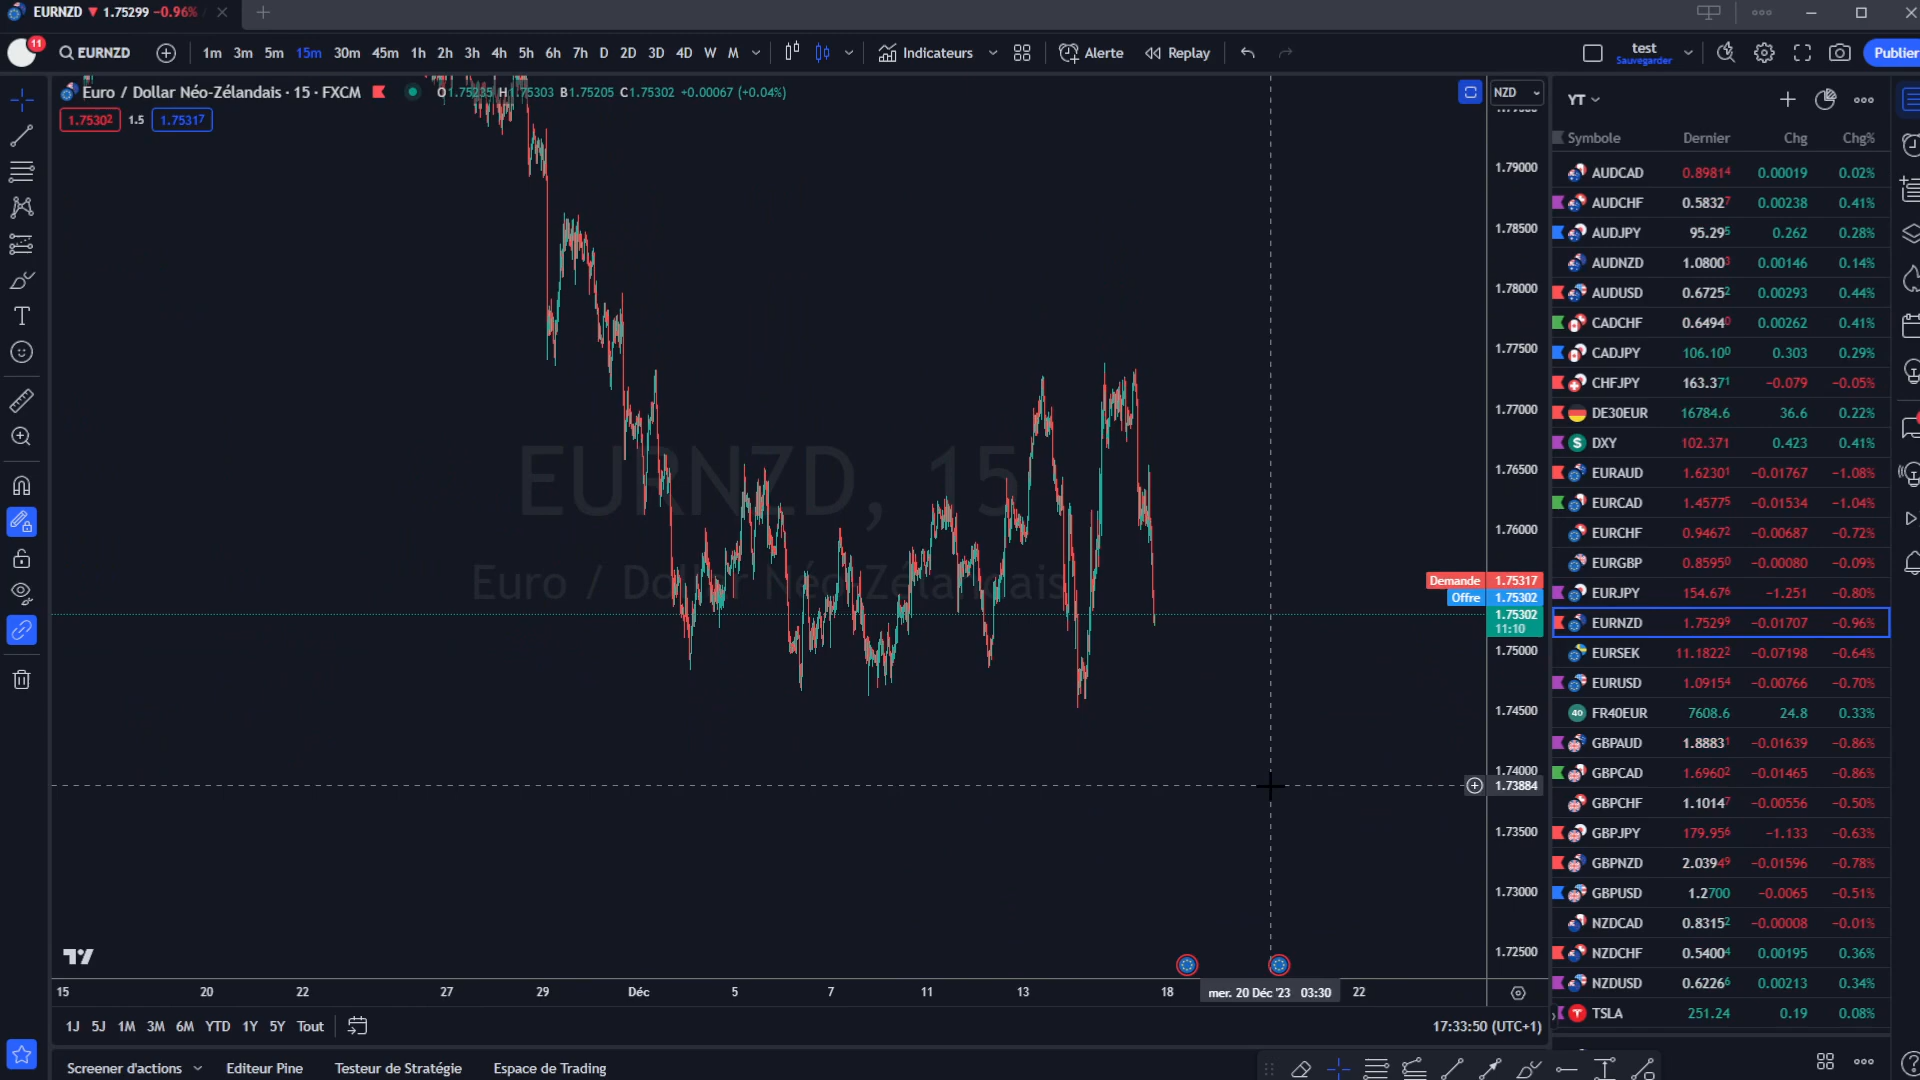 EURNZD ▼ 1.75299 −0.96%
11
EURNZD
1m 3m 5m 15m 30m 45m 1h 2h 3h 4h 5h 6h 7h D 2D 3D 4D W M
Indicateurs
Alerte
Replay
test
Sauvegarder
Publier
Euro / Dollar Néo-Zélandais · 15 · FXCM
O1.75235 H1.75303 B1.75205 C1.75302 +0.00067 (+0.04%)
1.75302 1.5 1.75317
NZD
YT
Symbole Dernier Chg Chg%
AUDCAD 0.89814 0.00019 0.02%
AUDCHF 0.58327 0.00238 0.41%
AUDJPY 95.295 0.262 0.28%
AUDNZD 1.08003 0.00146 0.14%
AUDUSD 0.67252 0.00293 0.44%
CADCHF 0.64940 0.00262 0.41%
CADJPY 106.100 0.303 0.29%
CHFJPY 163.371 −0.079 −0.05%
DE30EUR 16784.6 36.6 0.22%
DXY 102.371 0.423 0.41%
EURAUD 1.62301 −0.01767 −1.08%
EURCAD 1.45775 −0.01534 −1.04%
EURCHF 0.94672 −0.00687 −0.72%
EURGBP 0.85950 −0.00080 −0.09%
EURJPY 154.676 −1.251 −0.80%
EURNZD 1.75299 −0.01707 −0.96%
EURSEK 11.18222 −0.07198 −0.64%
EURUSD 1.09154 −0.00766 −0.70%
40 FR40EUR 7608.6 24.8 0.33%
GBPAUD 1.88831 −0.01639 −0.86%
GBPCAD 1.69602 −0.01465 −0.86%
GBPCHF 1.10147 −0.00556 −0.50%
GBPJPY 179.956 −1.133 −0.63%
GBPNZD 2.03949 −0.01596 −0.78%
GBPUSD 1.2700 −0.0065 −0.51%
NZDCAD 0.83152 −0.00008 −0.01%
NZDCHF 0.54004 0.00195 0.36%
NZDUSD 0.62266 0.00213 0.34%
TSLA 251.24 0.19 0.08%
1.79000
1.78500
1.78000
1.77500
1.77000
1.76500
1.76000
Demande 1.75317
Offre 1.75302
1.75302
11:10
1.75000
1.74500
1.74000
1.73884
1.73500
1.73000
1.72500
EURNZD, 15
Euro / Dollar Néo-Zélandais
15 20 22 27 29 Déc 5 7 11 13 18 mer. 20 Déc '23 03:30 22
1J 5J 1M 3M 6M YTD 1Y 5Y Tout
17:33:50 (UTC+1)
Screener d'actions Editeur Pine Testeur de Stratégie Espace de Trading